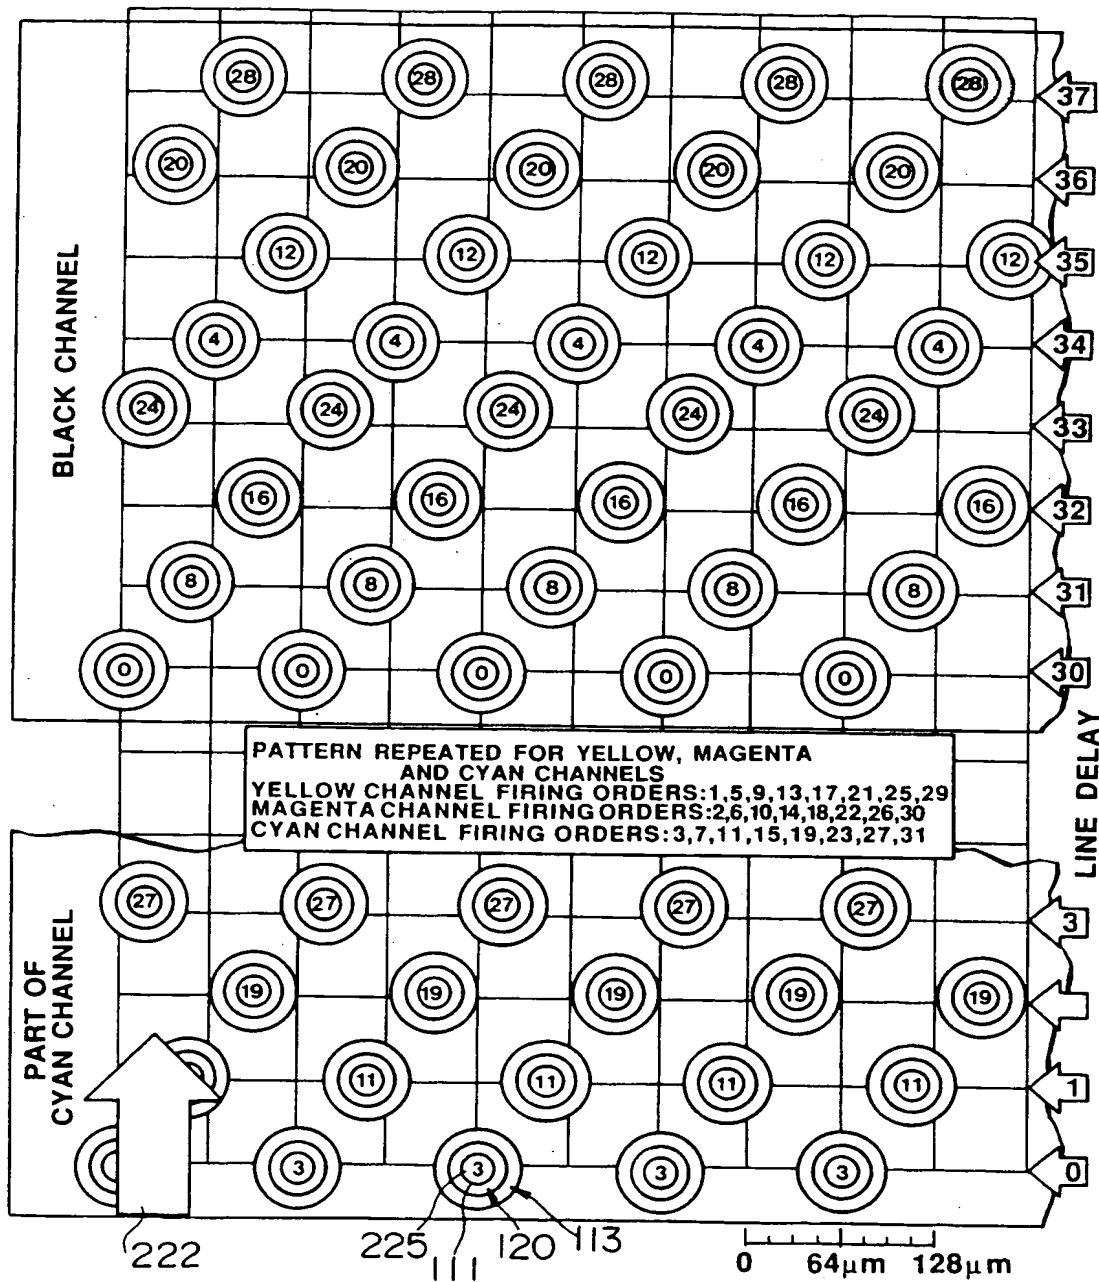 28 28 28 28 28 37
20 20 20 20 20 36
12 12 12 12 12 35
4 4 4 4 4 34
24 24 24 24 24 33
16 16 16 16 16 32
8 8 8 8 8 31
0 0 0 0 0 30
BLACK CHANNEL
PATTERN REPEATED FOR YELLOW, MAGENTA
AND CYAN CHANNELS
YELLOW CHANNEL FIRING ORDERS:1,5,9,13,17,21,25,29
MAGENTA CHANNEL FIRING ORDERS:2,6,10,14,18,22,26,30
CYAN CHANNEL FIRING ORDERS:3,7,11,15,19,23,27,31
LINE DELAY
27 27 27 27 27 3
19 19 19 19 19
11 11 11 11 1
3 3 3 3 0
PART OF
CYAN CHANNEL
222 225 111 120 113
0 64μm 128μm